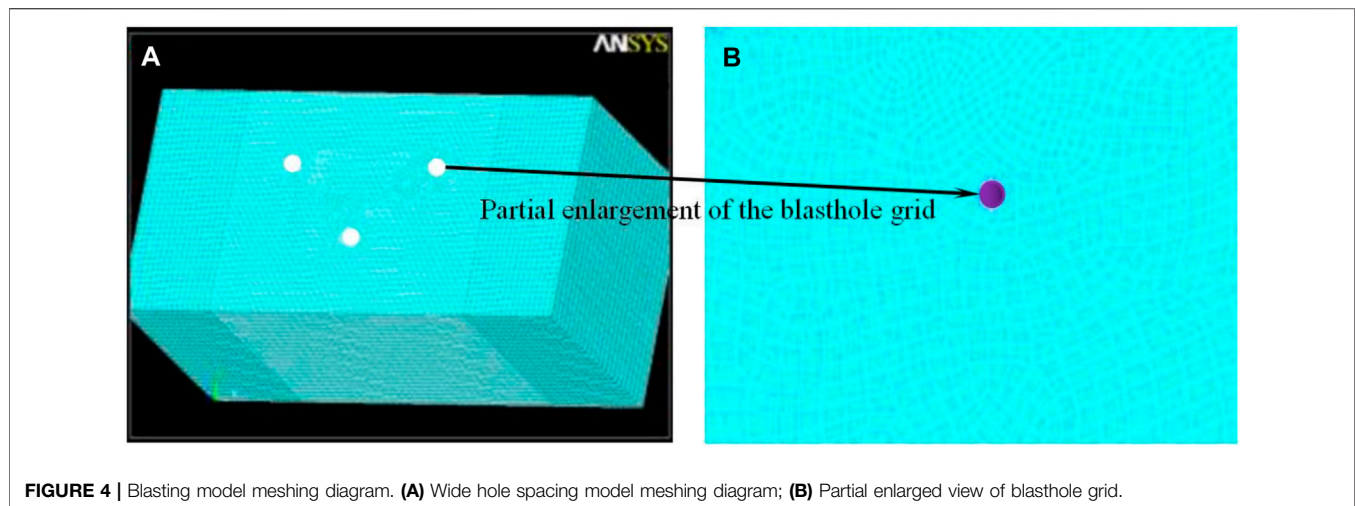 A
ANSYS
B
Partial enlargement of the blasthole grid
FIGURE 4 | Blasting model meshing diagram. (A) Wide hole spacing model meshing diagram; (B) Partial enlarged view of blasthole grid.